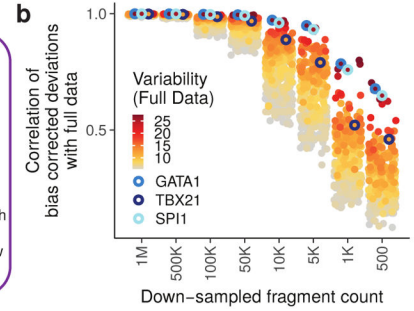 b
Correlation of
bias corrected deviations
with full data
1.0
0.5
Variability
(Full Data)
25
20
15
10
GATA1
TBX21
SPI1
1M
500K
100K
50K
10K
5K
1K
500
Down−sampled fragment count
h